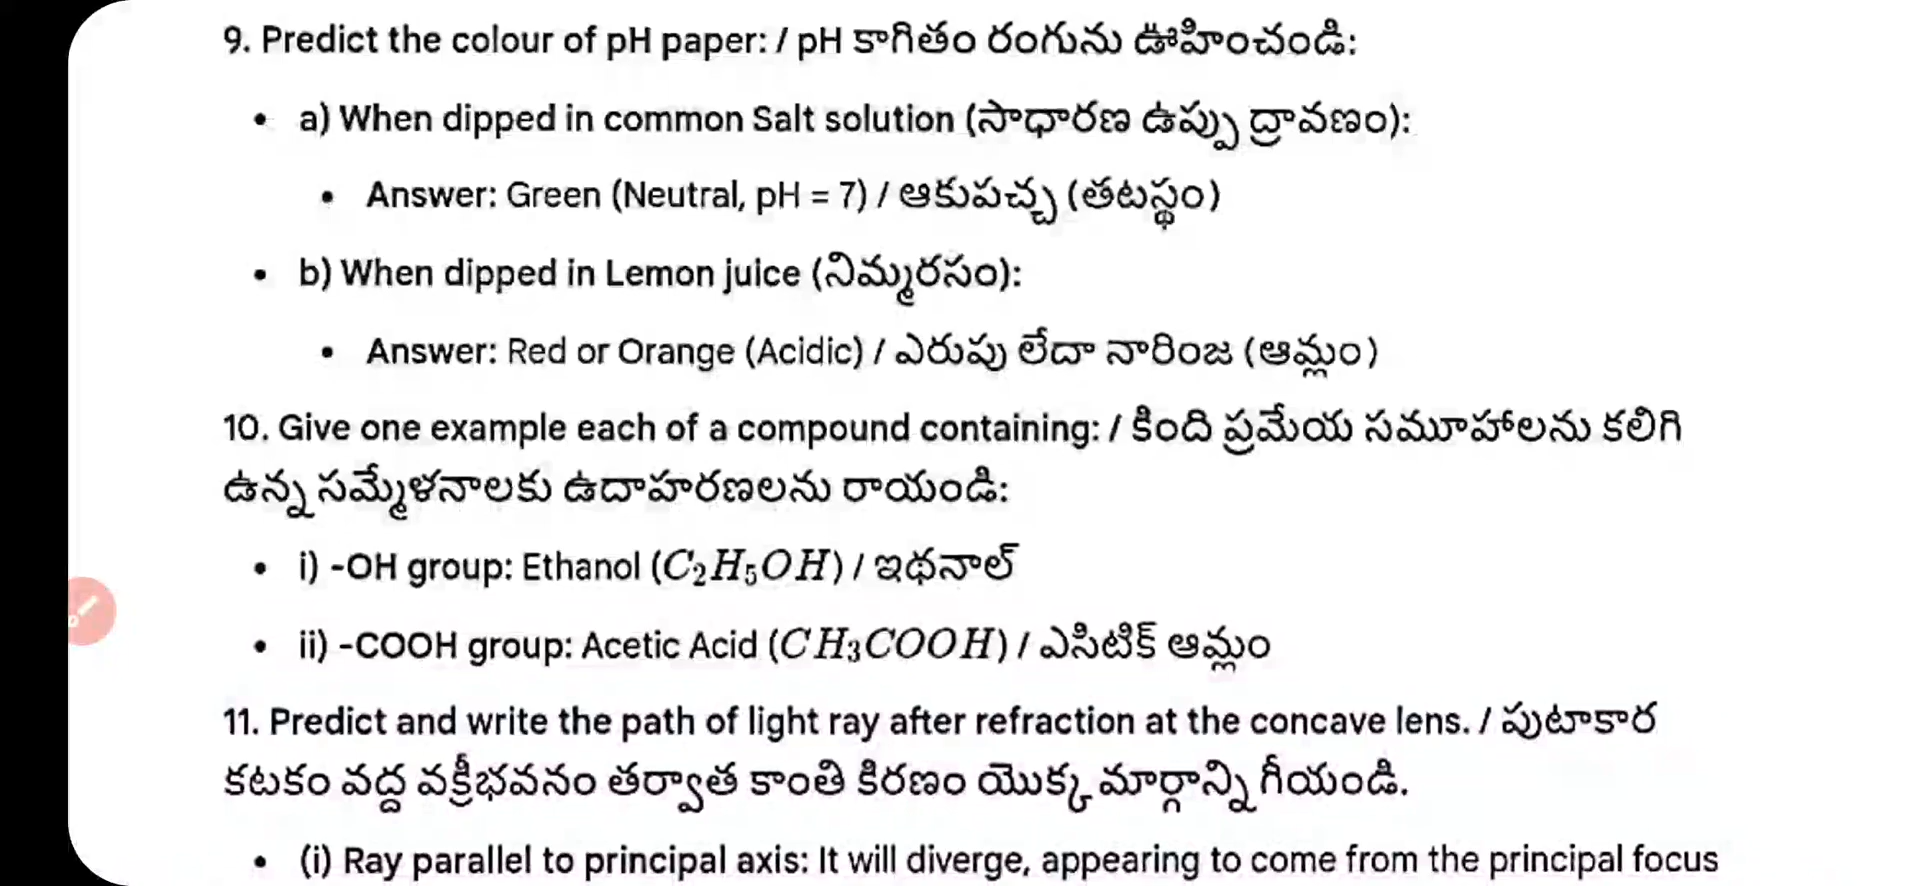 9. Predict the colour of pH paper: / pH కాగితం రంగును ఊహించండి:
• a) When dipped in common Salt solution (సాధారణ ఉప్పు ద్రావణం):
• Answer: Green (Neutral, pH = 7) / ఆకుపచ్చ (తటస్థం)
• b) When dipped in Lemon juice (నిమ్మరసం):
• Answer: Red or Orange (Acidic) / ఎరుపు లేదా నారింజ (ఆమ్లం)
10. Give one example each of a compound containing: / కింది ప్రమేయ సమూహాలను కలిగి
ఉన్న సమ్మేళనాలకు ఉదాహరణలను రాయండి:
• i) -OH group: Ethanol (C₂H₅OH) / ఇథనాల్
• ii) -COOH group: Acetic Acid (CH₃COOH) / ఎసిటిక్ ఆమ్లం
11. Predict and write the path of light ray after refraction at the concave lens. / పుటాకార
కటకం వద్ద వక్రీభవనం తర్వాత కాంతి కిరణం యొక్క మార్గాన్ని గీయండి.
• (i) Ray parallel to principal axis: It will diverge, appearing to come from the principal focus